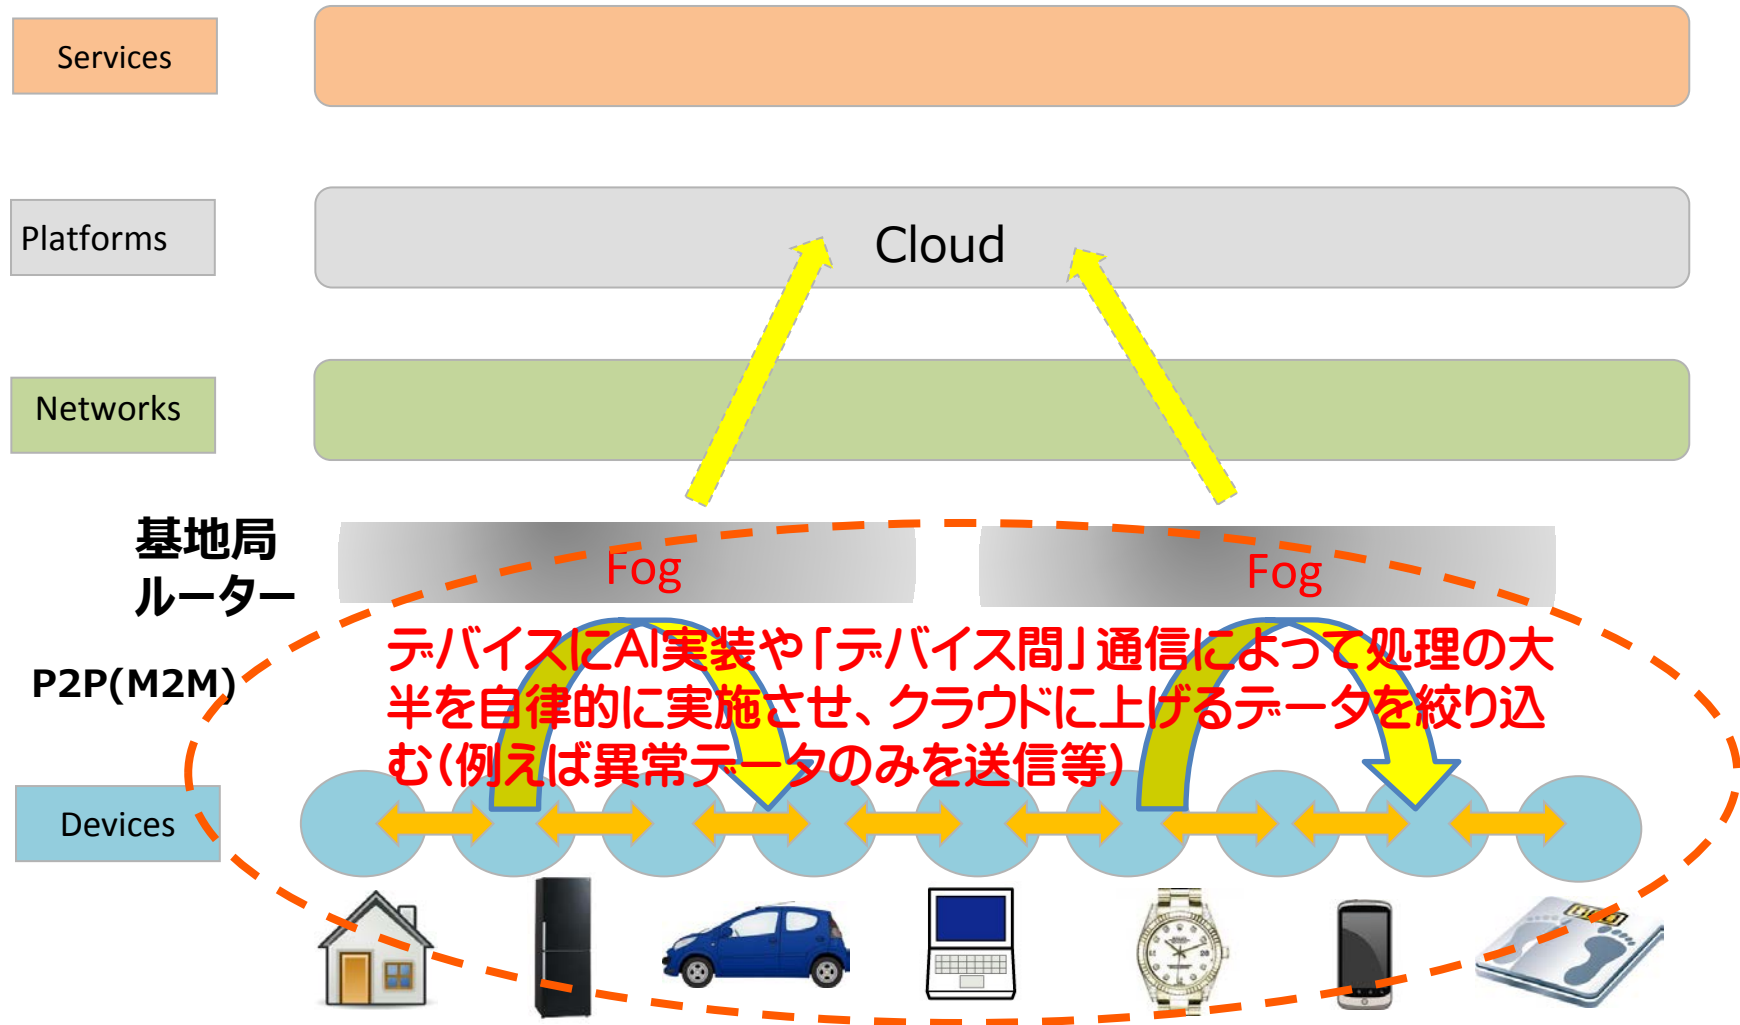 Services
Platforms
Cloud
Networks
基地局
ルーター
Fog
Fog
デバイスにAI実装や「デバイス間」通信によって処理の大
半を自律的に実施させ、クラウドに上げるデータを絞り込
む(例えば異常データのみを送信等)
P2P(M2M)
Devices